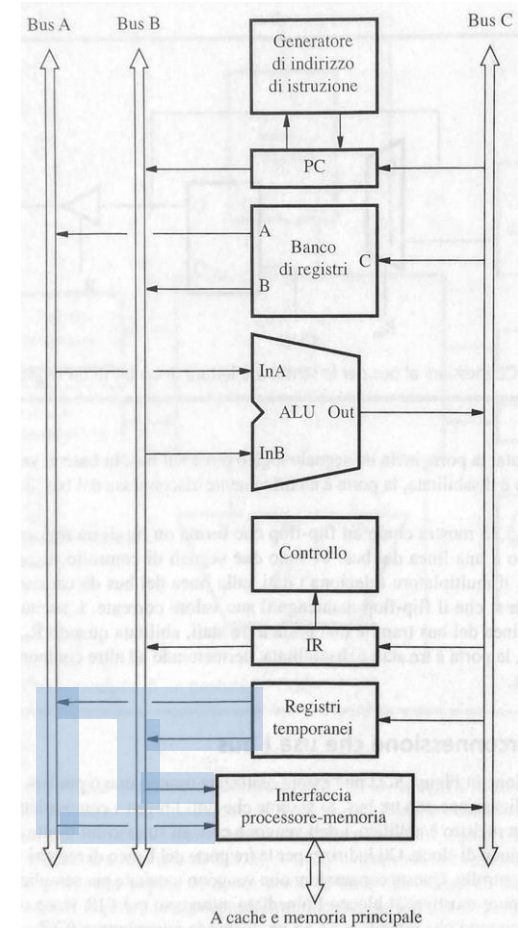 Bus A
Bus B
Bus C
Generatore
di indirizzo
di istruzione
PC
A
Banco
di registri
C
B
InA
ALU Out
InB
Controllo
IR
Registri
temporanei
Interfaccia
processore-memoria
A cache e memoria principale